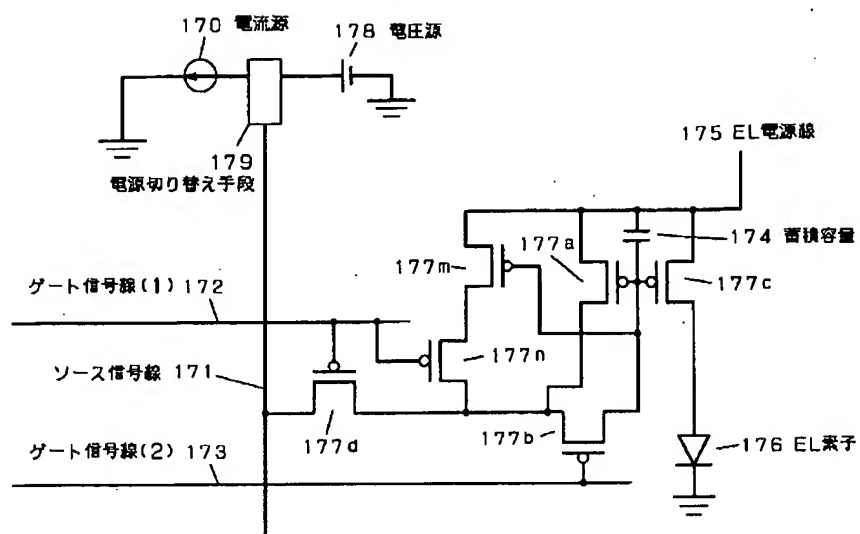 170 電流源
178 電圧源
179
電源切り替え手段
175 EL電源線
174 蓄積容量
177a
177m
177c
ゲート信号線(1) 172
177n
ソース信号線 171
177d
177b
ゲート信号線(2) 173
176 EL素子